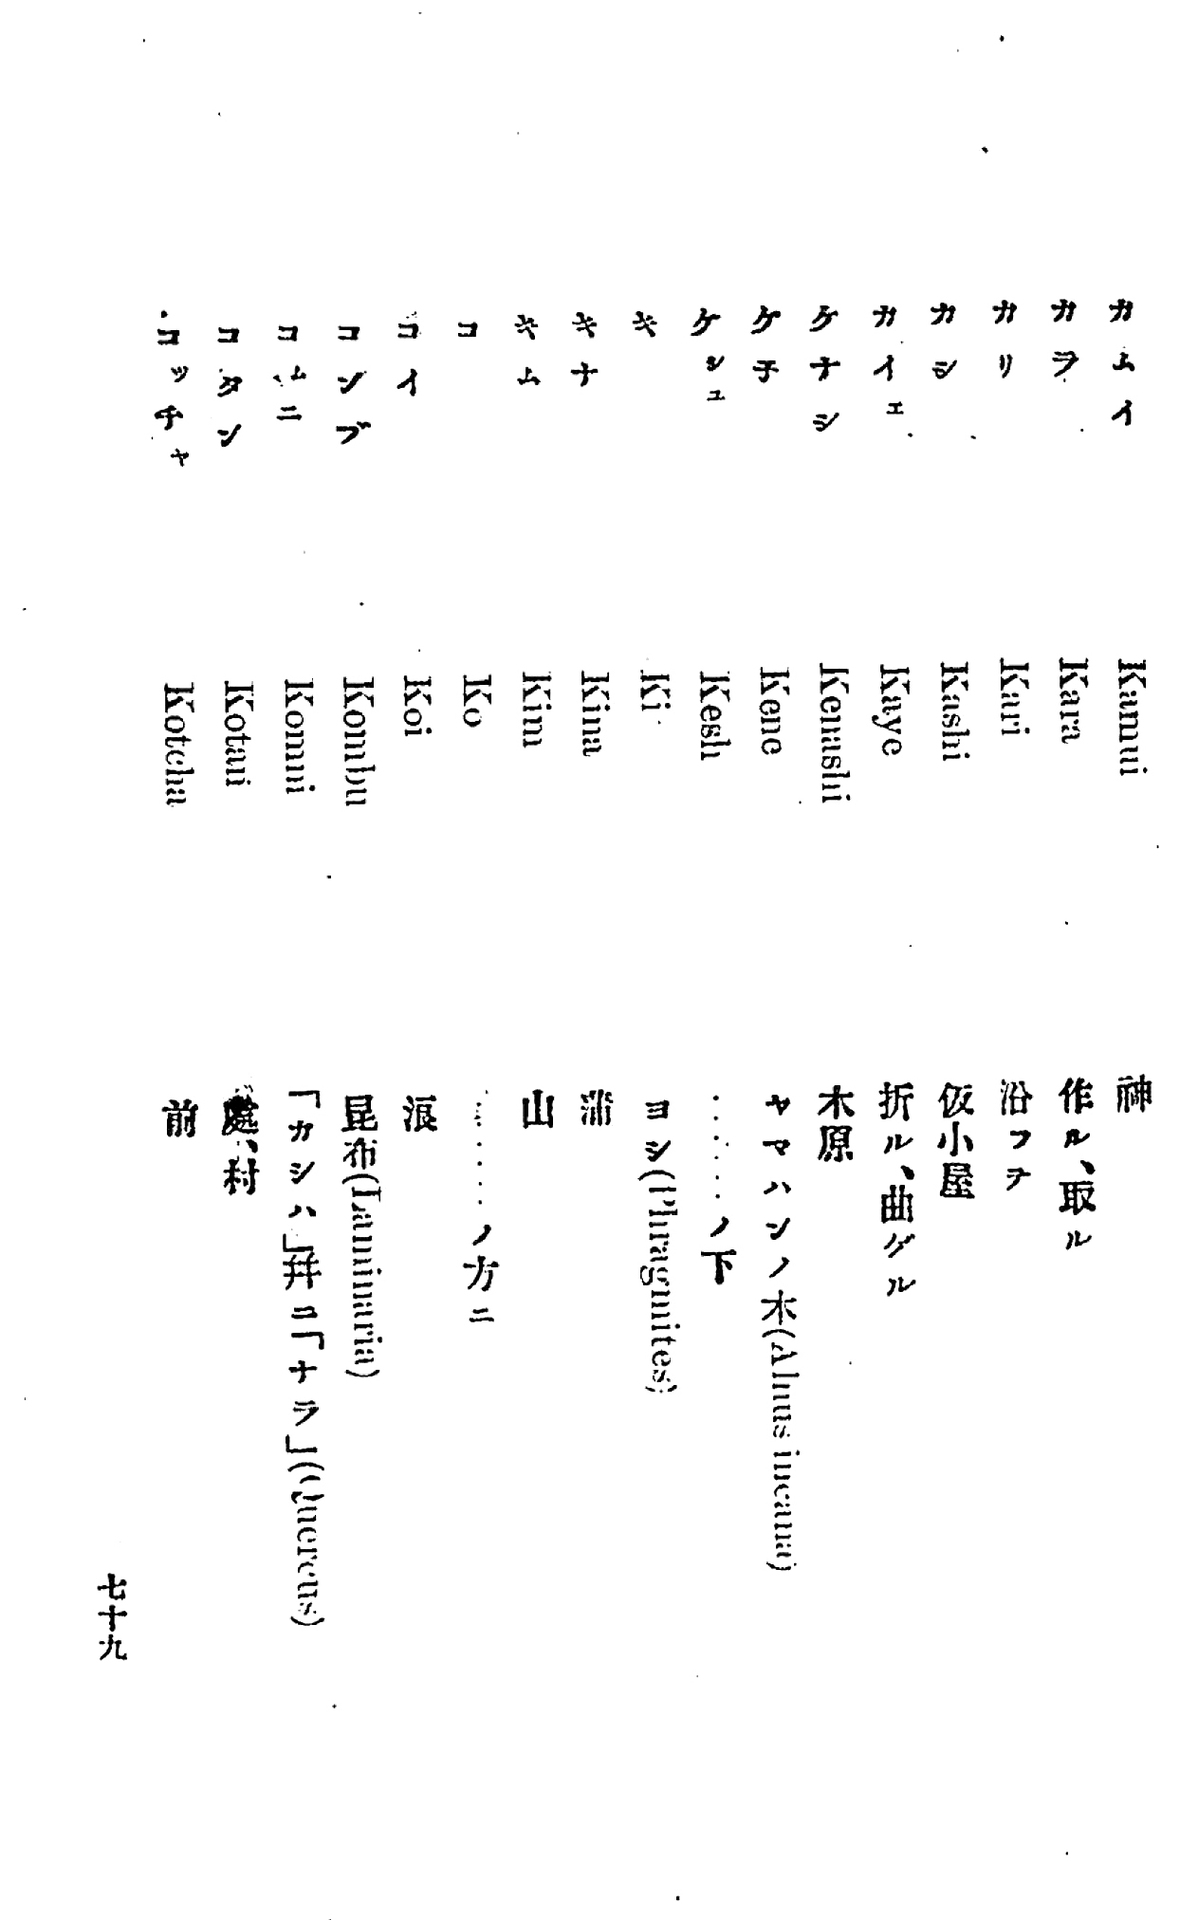 カムイ Kamui 神
カラ Kara 作ル、取ル
カリ Kari 沿フテ
カシ Kashi 仮小屋
カイェ Kaye 折ル、曲ゲル
ケナシ Kenashi 木原
ケ子 Kene ヤマハンノ木(Alnus incana)
ケシュ Kesh ......ノ下
キ Ki ヨシ(Phragmites)
キナ Kina 蒲
キム Kim 山
コ Ko ......ノ方ニ
コイ Koi 浪
コンブ Kombu 昆布(Laminaria)
コムニ Komni 「カシハ」幷ニ「ナラ」(Quercus)
コタン Kotan 處、村
コッチャ Kotcha 前
七十九